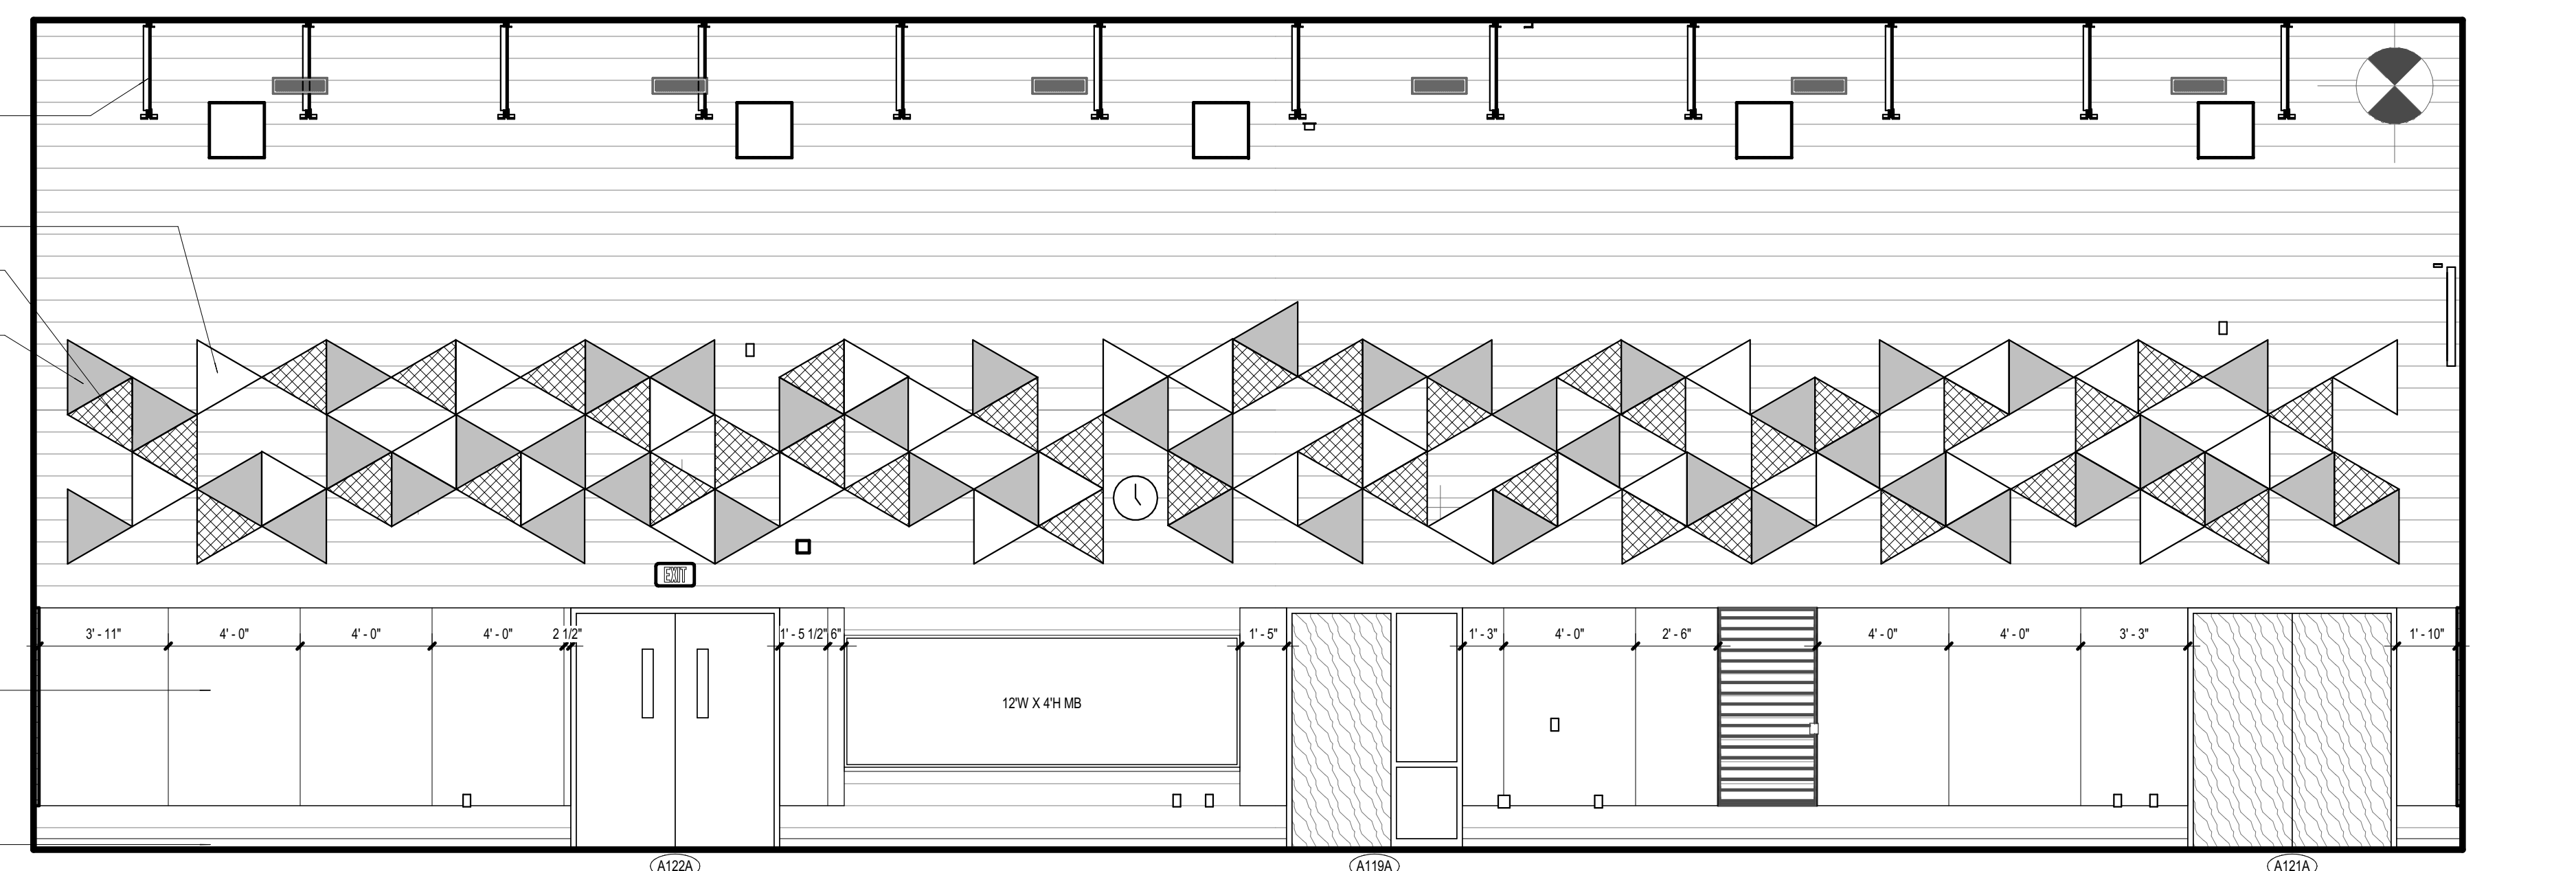 EXIT
3' - 11" 4' - 0" 4' - 0" 4' - 0" 2 1/2" 1' - 5 1/2" 6" 1' - 5" 1' - 3" 4' - 0" 2' - 6" 4' - 0" 4' - 0" 3' - 3" 1' - 10"
12'W X 4'H MB
A122A A119A A121A